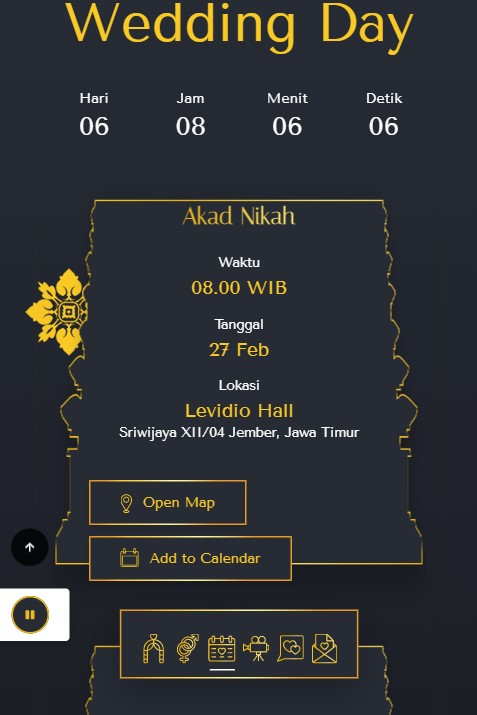 Wedding Day
Hari Jam Menit Detik
06 08 06 06
Akad Nikah
Waktu
08.00 WIB
Tanggal
27 Feb
Lokasi
Levidio Hall
Sriwijaya XII/04 Jember, Jawa Timur
Open Map
Add to Calendar